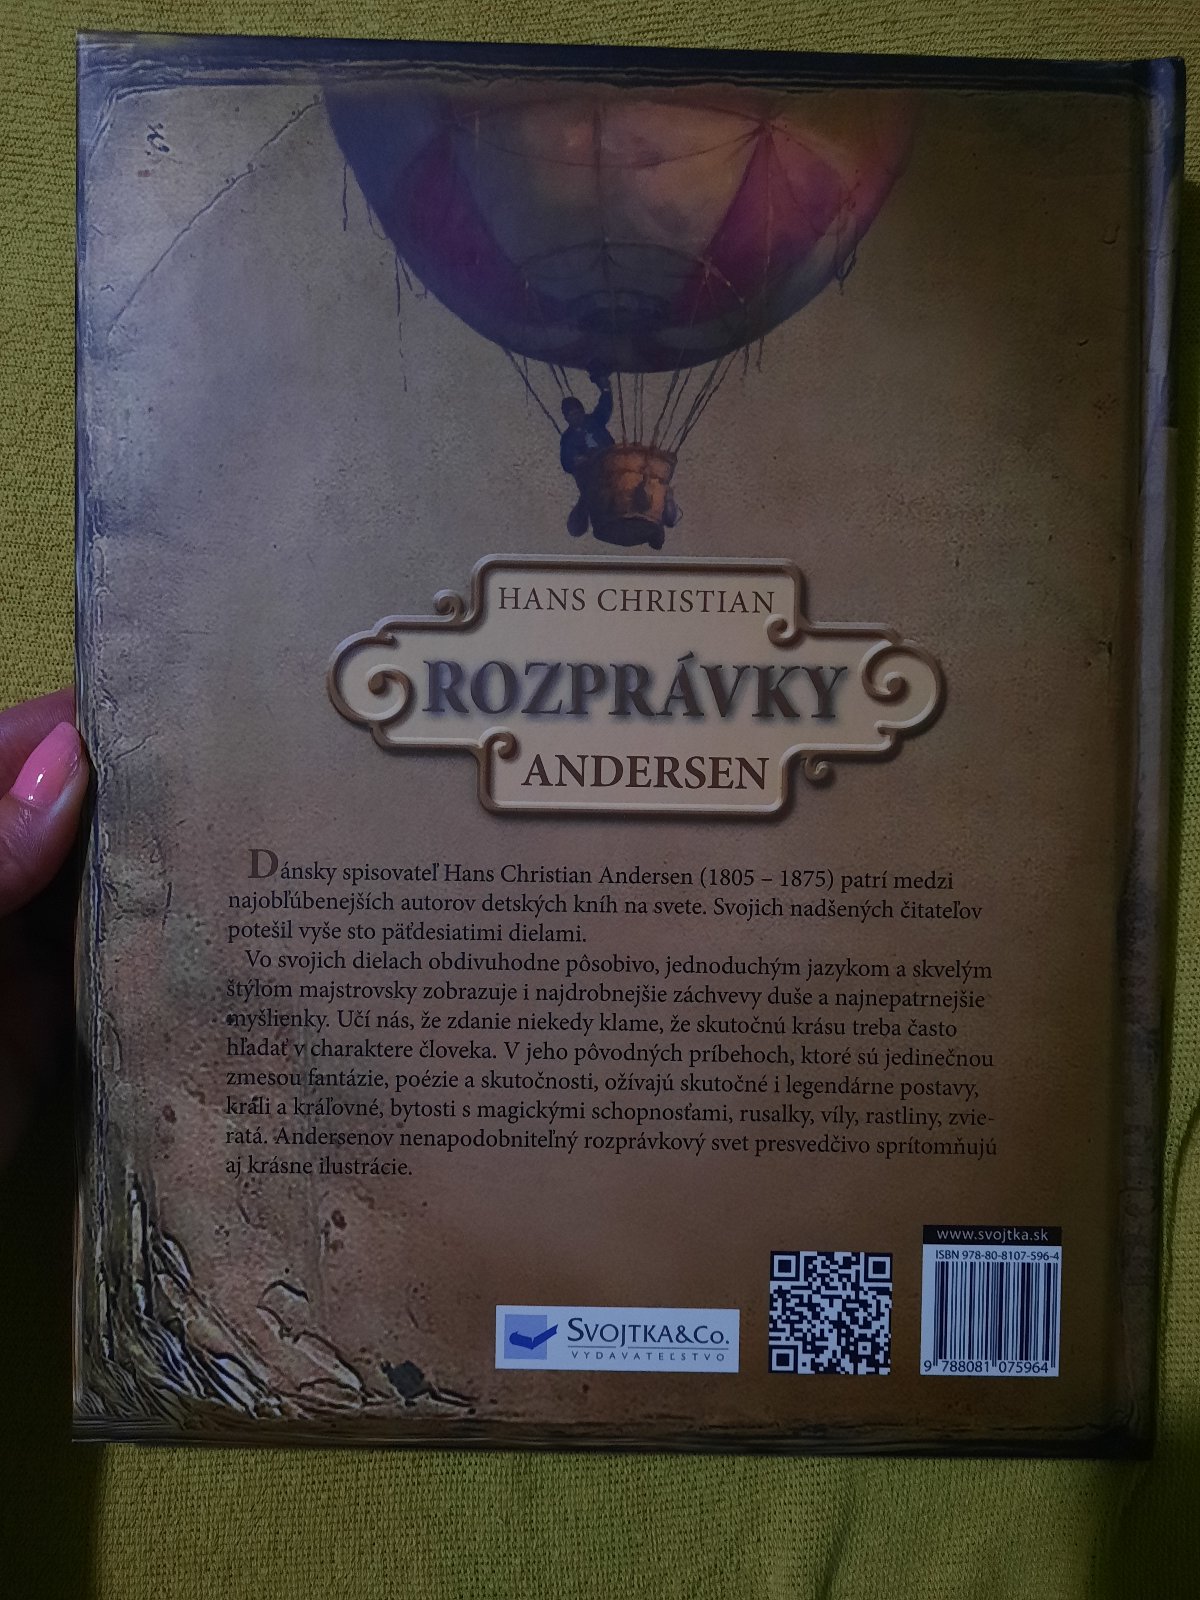 HANS CHRISTIAN
ROZPRÁVKY
ANDERSEN
Dánsky spisovateľ Hans Christian Andersen (1805 – 1875) patrí medzi
najobľúbenejších autorov detských kníh na svete. Svojich nadšených čitateľov
potešil vyše sto päťdesiatimi dielami.
Vo svojich dielach obdivuhodne pôsobivo, jednoduchým jazykom a skvelým
štýlom majstrovsky zobrazuje i najdrobnejšie záchvevy duše a najnepatrnejšie
myšlienky. Učí nás, že zdanie niekedy klame, že skutočnú krásu treba často
hľadať v charaktere človeka. V jeho pôvodných príbehoch, ktoré sú jedinečnou
zmesou fantázie, poézie a skutočnosti, ožívajú skutočné i legendárne postavy,
králi a kráľovné, bytosti s magickými schopnosťami, rusalky, víly, rastliny, zvie-
ratá. Andersenov nenapodobniteľný rozprávkový svet presvedčivo sprítomňujú
aj krásne ilustrácie.
www.svojtka.sk
ISBN 978-80-8107-596-4
SVOJTKA&CO.
VYDAVATEĽSTVO
9 788081 075964